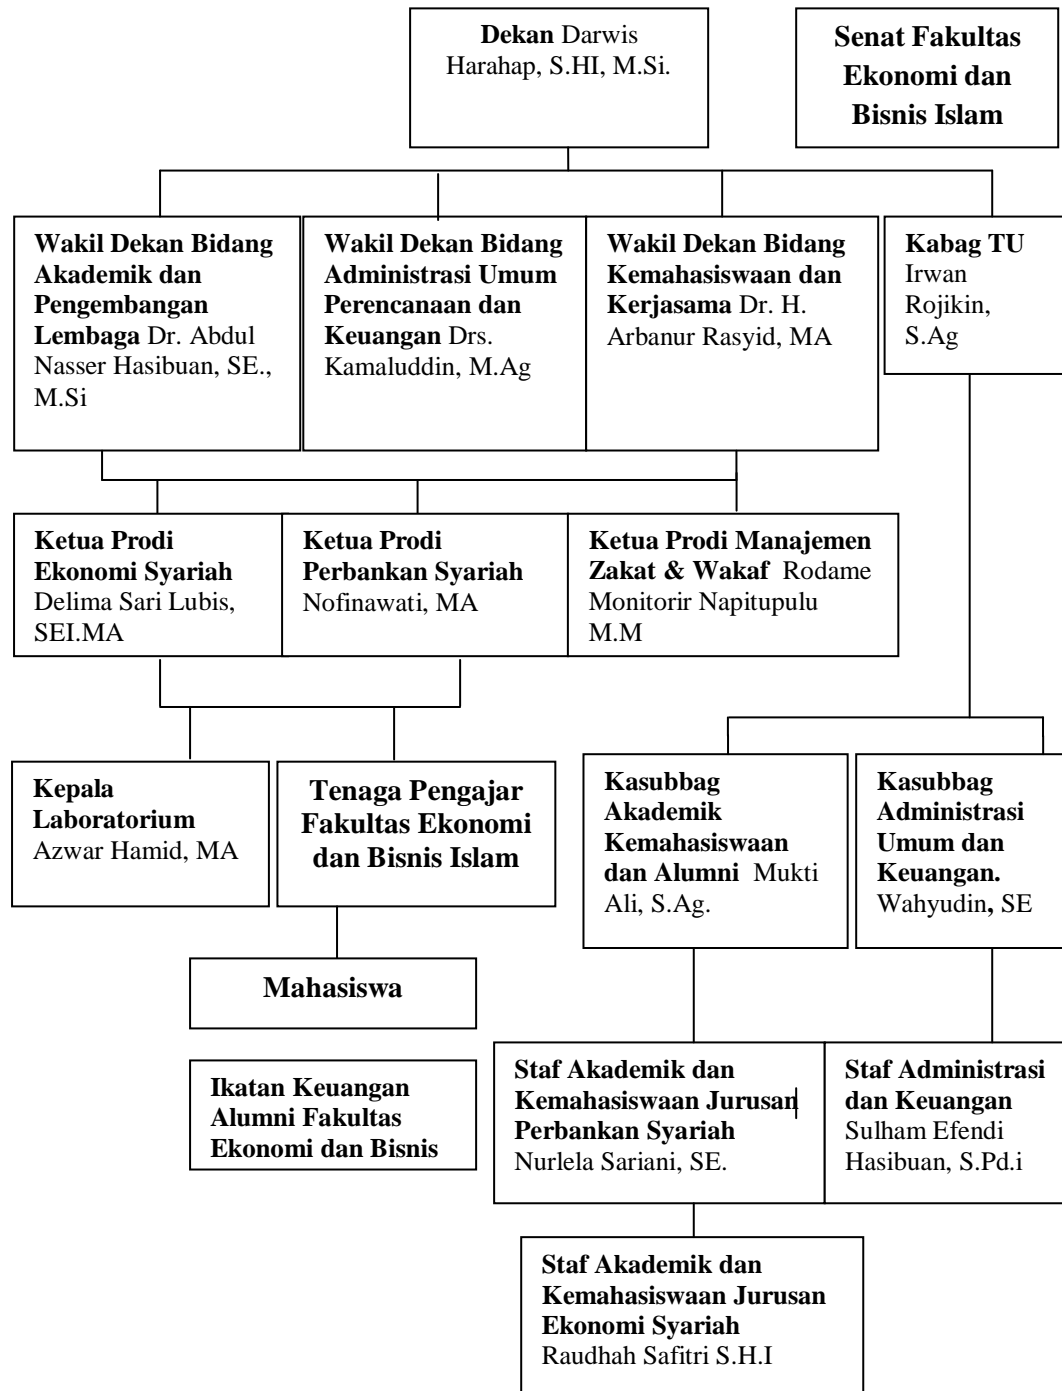 Dekan Darwis
Harahap, S.HI, M.Si.
Senat Fakultas
Ekonomi dan
Bisnis Islam
Wakil Dekan Bidang
Akademik dan
Pengembangan
Lembaga Dr. Abdul
Nasser Hasibuan, SE.,
M.Si
Wakil Dekan Bidang
Administrasi Umum
Perencanaan dan
Keuangan Drs.
Kamaluddin, M.Ag
Wakil Dekan Bidang
Kemahasiswaan dan
Kerjasama Dr. H.
Arbanur Rasyid, MA
Kabag TU
Irwan
Rojikin,
S.Ag
Ketua Prodi
Ekonomi Syariah
Delima Sari Lubis,
SEI.MA
Ketua Prodi
Perbankan Syariah
Nofinawati, MA
Ketua Prodi Manajemen
Zakat & Wakaf Rodame
Monitorir Napitupulu
M.M
Kepala
Laboratorium
Azwar Hamid, MA
Tenaga Pengajar
Fakultas Ekonomi
dan Bisnis Islam
Kasubbag
Akademik
Kemahasiswaan
dan Alumni Mukti
Ali, S.Ag.
Kasubbag
Administrasi
Umum dan
Keuangan.
Wahyudin, SE
Mahasiswa
Ikatan Keuangan
Alumni Fakultas
Ekonomi dan Bisnis
Staf Akademik dan
Kemahasiswaan Jurusan
Perbankan Syariah
Nurlela Sariani, SE.
Staf Administrasi
dan Keuangan
Sulham Efendi
Hasibuan, S.Pd.i
Staf Akademik dan
Kemahasiswaan Jurusan
Ekonomi Syariah
Raudhah Safitri S.H.I